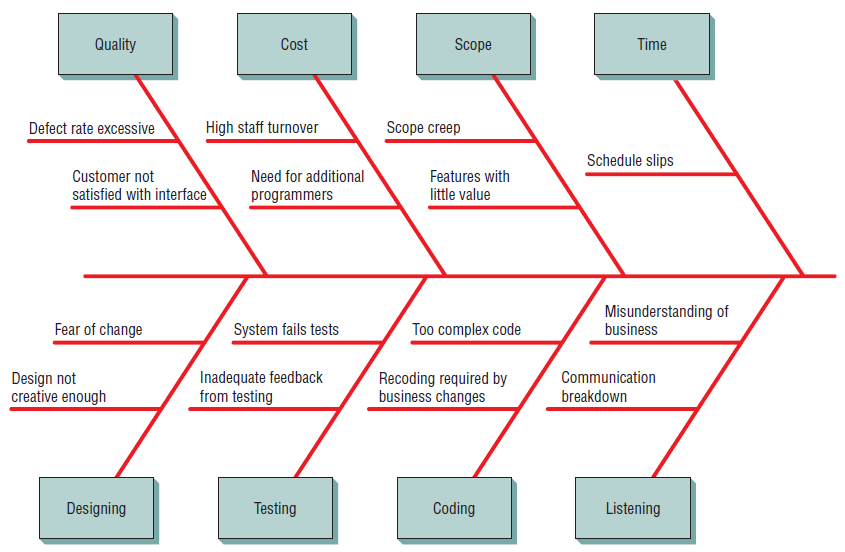 Quality
Cost
Scope
Time
Defect rate excessive
High staff turnover
Scope creep
Schedule slips
Customer not
satisfied with interface
Need for additional
programmers
Features with
little value
Fear of change
System fails tests
Too complex code
Misunderstanding of
business
Design not
creative enough
Inadequate feedback
from testing
Recoding required by
business changes
Communication
breakdown
Designing
Testing
Coding
Listening